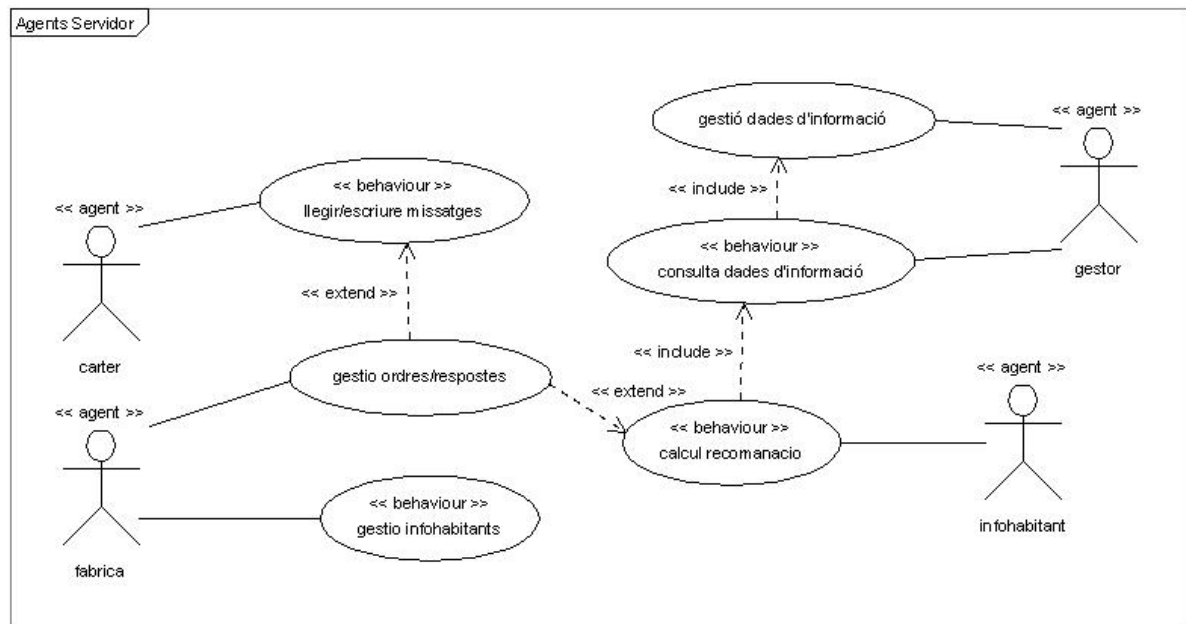 Agents Servidor
<< agent >>
gestió dades d'informació
<< include >>
<< behaviour >>
llegir/escriure missatges
<< agent >>
<< behaviour >>
consulta dades d'informació
gestor
<< extend >>
<< include >>
carter
gestio ordres/respostes
<< agent >>
<< extend >>
<< agent >>
<< behaviour >>
calcul recomanacio
<< behaviour >>
gestio infohabitants
infohabitant
fabrica